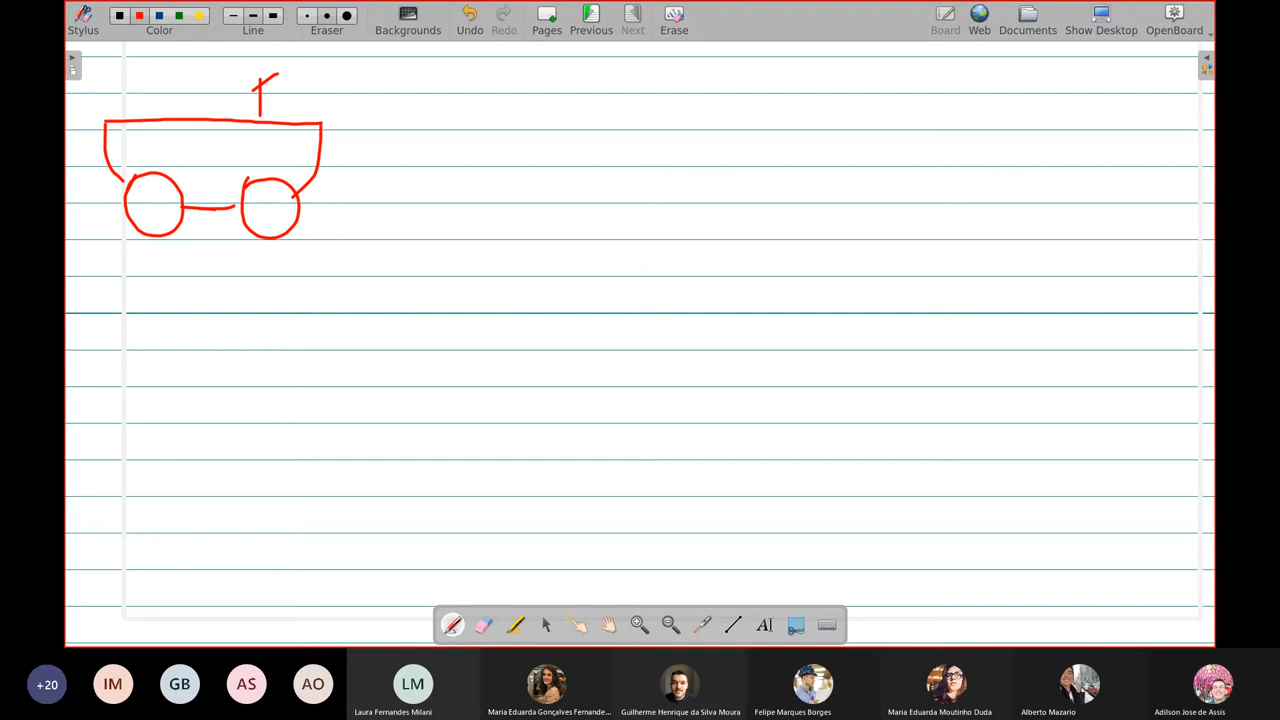 Stylus Color Line Eraser Backgrounds Undo Redo Pages Previous Next Erase Board Web Documents Show Desktop OpenBoard
AI
+20 IM GB AS AO LM
Laura Fernandes Milani Maria Eduarda Gonçalves Fernande... Guilherme Henrique da Silva Moura Felipe Marques Borges Maria Eduarda Moutinho Duda Alberto Mazario Adilson Jose de Assis